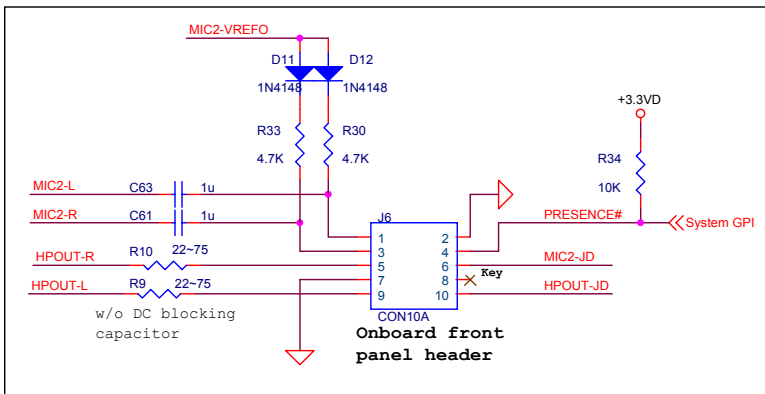 MIC2-VREFO
D11 D12
1N4148 1N4148
+3.3VD
R33 R30
4.7K 4.7K
R34
10K
MIC2-L C63 1u
MIC2-R C61 1u
J6
PRESENCE# System GPI
1 2
3 4
HPOUT-R R10 22~75 5 6 MIC2-JD
7 8 Key
HPOUT-L R9 22~75 9 10 HPOUT-JD
CON10A
w/o DC blocking
capacitor
Onboard front
panel header